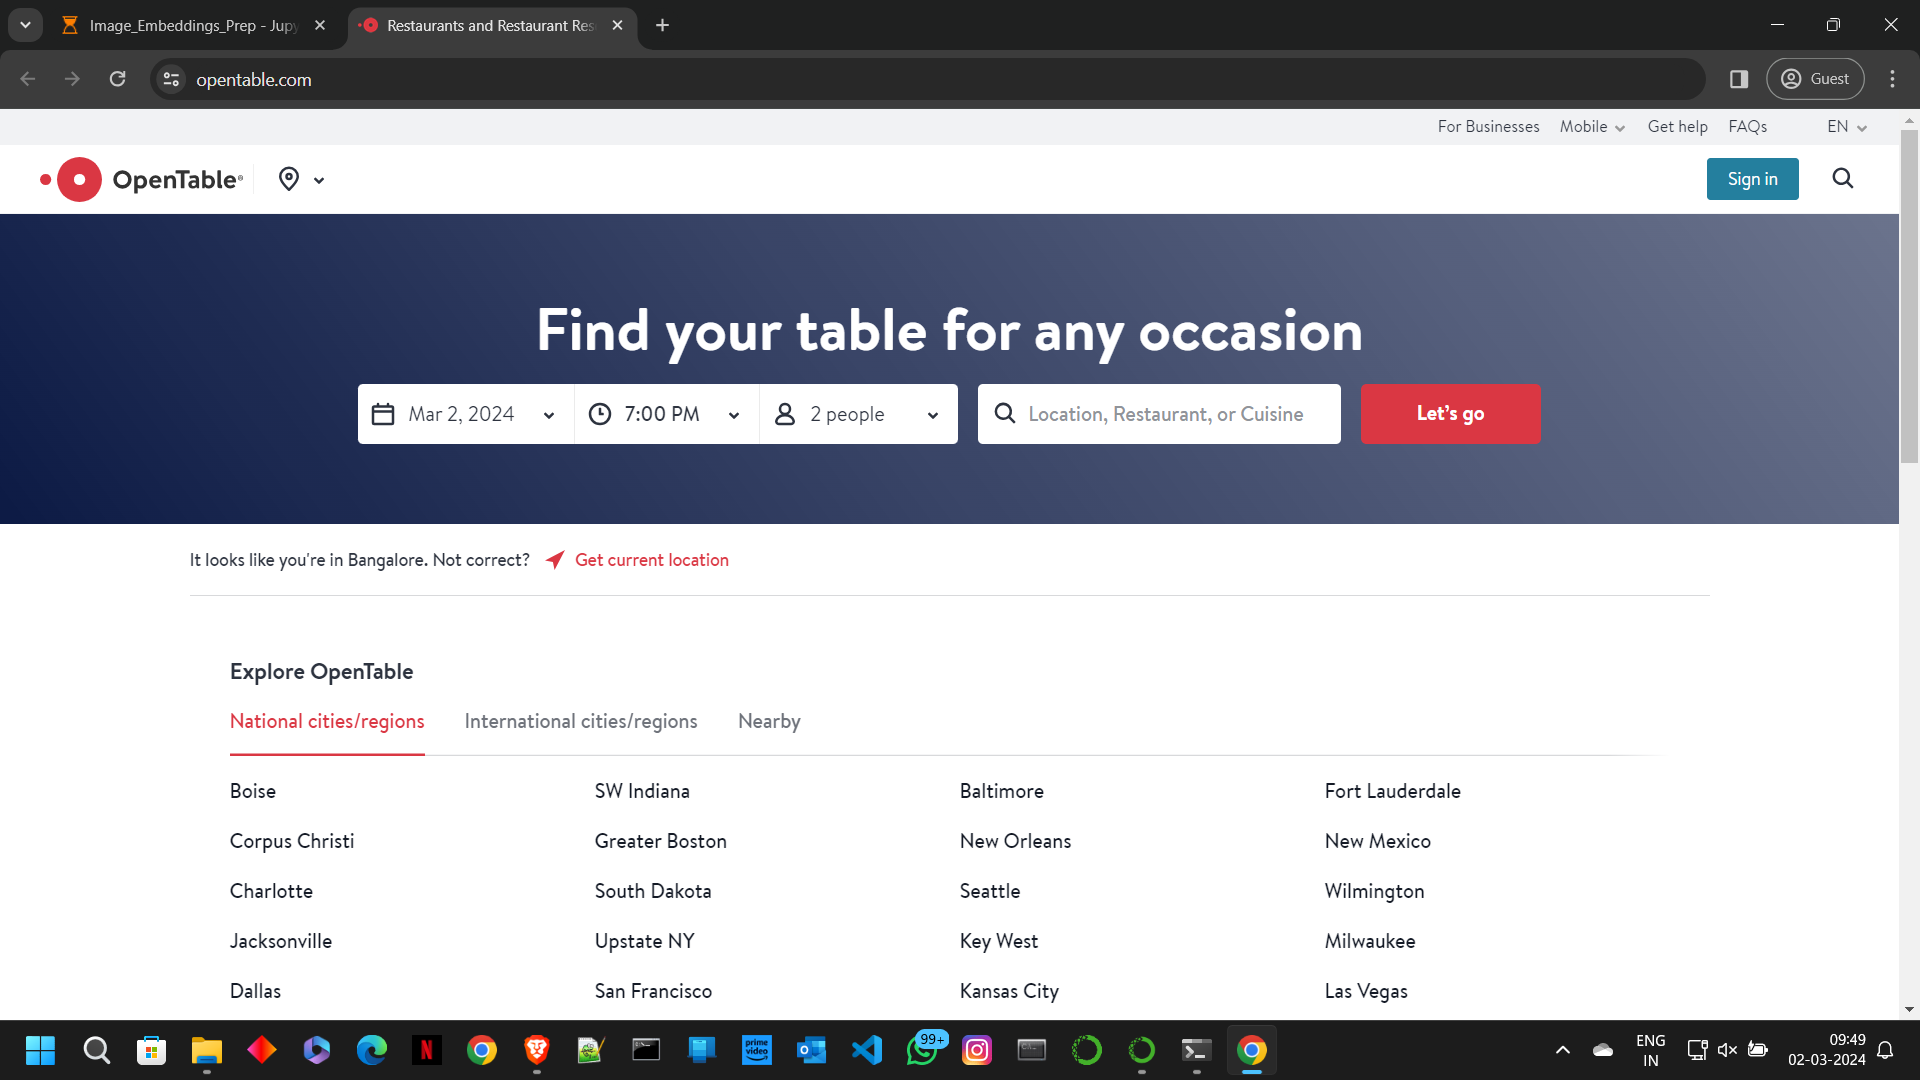 Image_Embeddings_Prep - Jupy
Restaurants and Restaurant Res
opentable.com
Guest
For Businesses Mobile Get help FAQs EN
OpenTable®
Sign in
Find your table for any occasion
Mar 2, 2024 7:00 PM 2 people Location, Restaurant, or Cuisine Let's go
It looks like you're in Bangalore. Not correct? Get current location
Explore OpenTable
National cities/regions International cities/regions Nearby
Boise SW Indiana Baltimore Fort Lauderdale
Corpus Christi Greater Boston New Orleans New Mexico
Charlotte South Dakota Seattle Wilmington
Jacksonville Upstate NY Key West Milwaukee
Dallas San Francisco Kansas City Las Vegas
N
prime video
99+
ENG
IN
09:49
02-03-2024